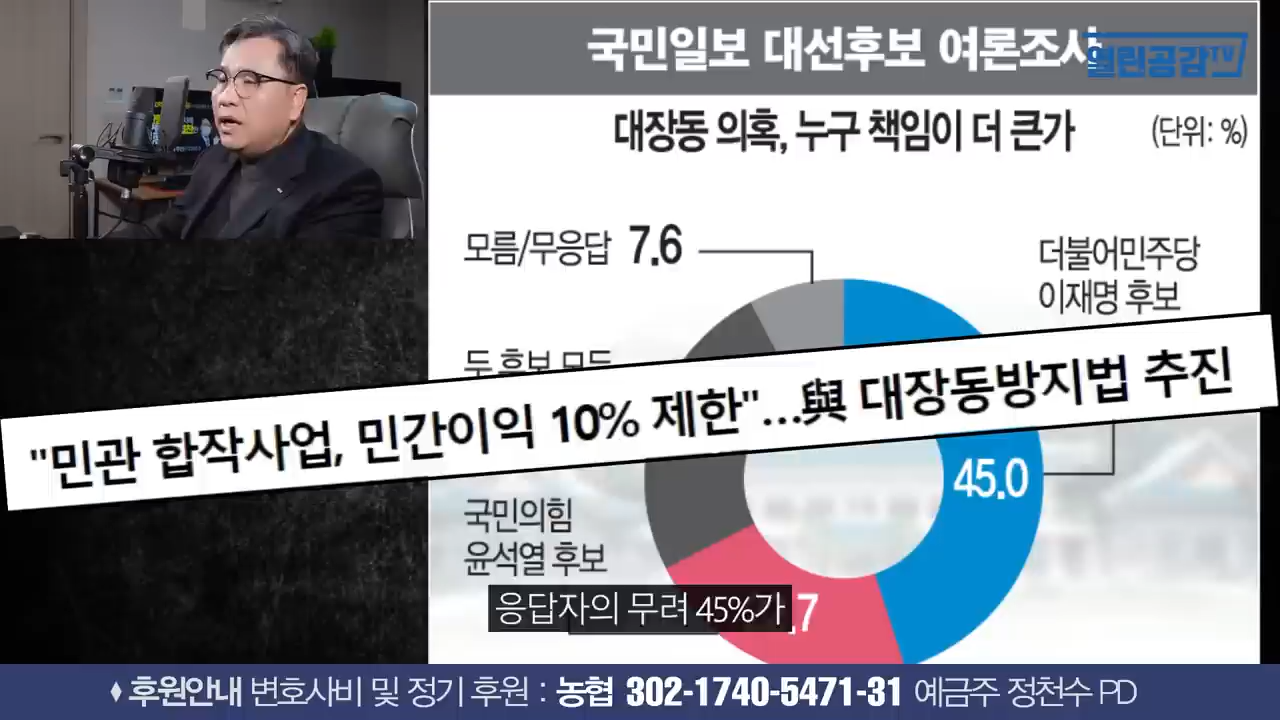 국민일보 대선후보 여론조사
열린공감TV
대장동 의혹, 누구 책임이 더 큰가
(단위: %)
모름/무응답 7.6
더불어민주당
이재명 후보
"민관 합작사업, 민간이익 10% 제한"...與 대장동방지법 추진
45.0
국민의힘
윤석열 후보
.7
응답자의 무려 45%가
♦ 후원안내 변호사비 및 정기 후원 : 농협 302-1740-5471-31 예금주 정천수 PD